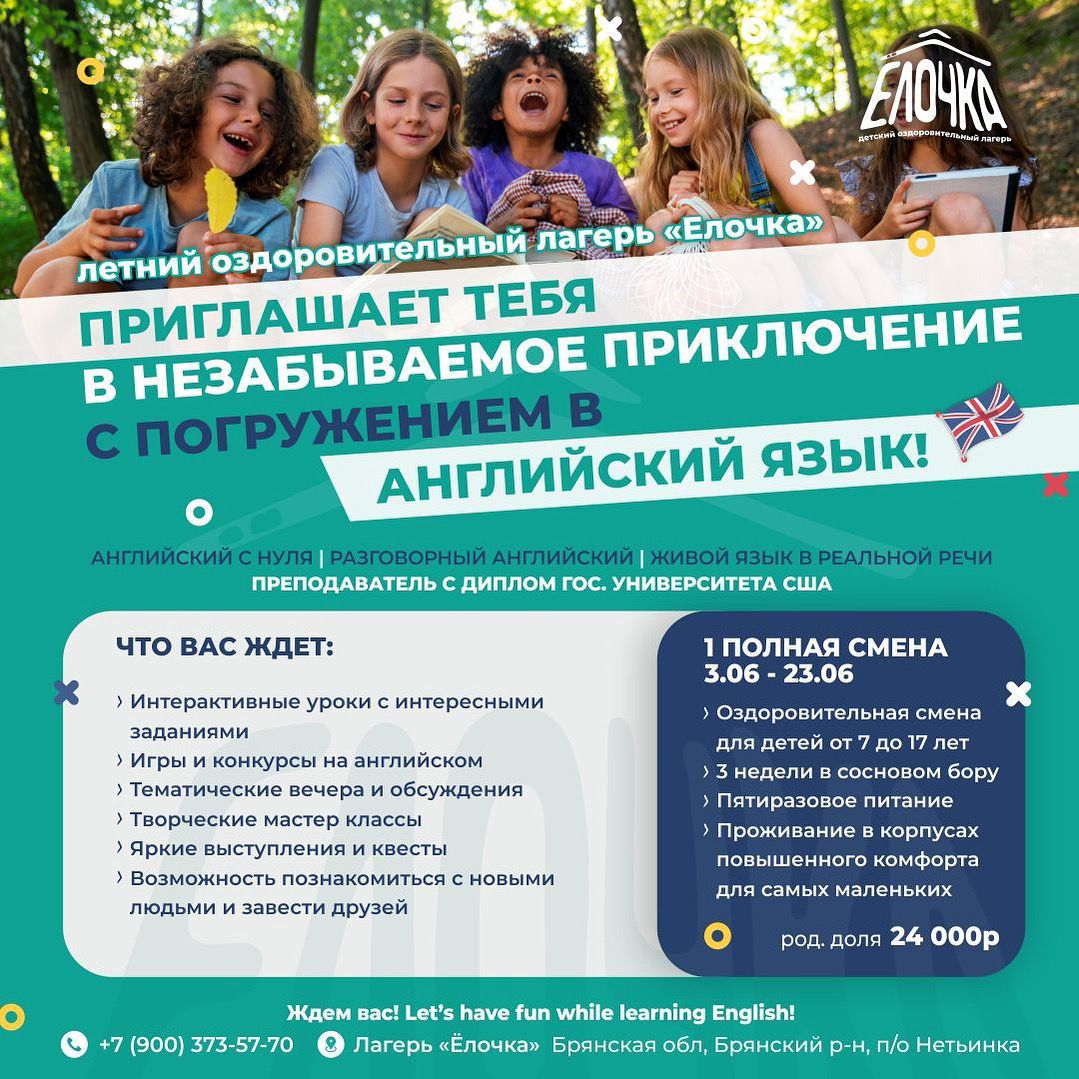 ЁЛОЧКА
детский оздоровительный лагерь
летний оздоровительный лагерь «Елочка»
ПРИГЛАШАЕТ ТЕБЯ
В НЕЗАБЫВАЕМОЕ ПРИКЛЮЧЕНИЕ
С ПОГРУЖЕНИЕМ В
АНГЛИЙСКИЙ ЯЗЫК!
АНГЛИЙСКИЙ С НУЛЯ | РАЗГОВОРНЫЙ АНГЛИЙСКИЙ | ЖИВОЙ ЯЗЫК В РЕАЛЬНОЙ РЕЧИ
ПРЕПОДАВАТЕЛЬ С ДИПЛОМ ГОС. УНИВЕРСИТЕТА США
ЧТО ВАС ЖДЕТ:
› Интерактивные уроки с интересными
заданиями
› Игры и конкурсы на английском
› Тематические вечера и обсуждения
› Творческие мастер классы
› Яркие выступления и квесты
› Возможность познакомиться с новыми
людьми и завести друзей
1 ПОЛНАЯ СМЕНА
3.06 - 23.06
› Оздоровительная смена
для детей от 7 до 17 лет
› 3 недели в сосновом бору
› Пятиразовое питание
› Проживание в корпусах
повышенного комфорта
для самых маленьких
род. доля 24 000р
Ждем вас! Let's have fun while learning English!
+7 (900) 373-57-70 Лагерь «Ёлочка» Брянская обл, Брянский р-н, п/о Нетьинка